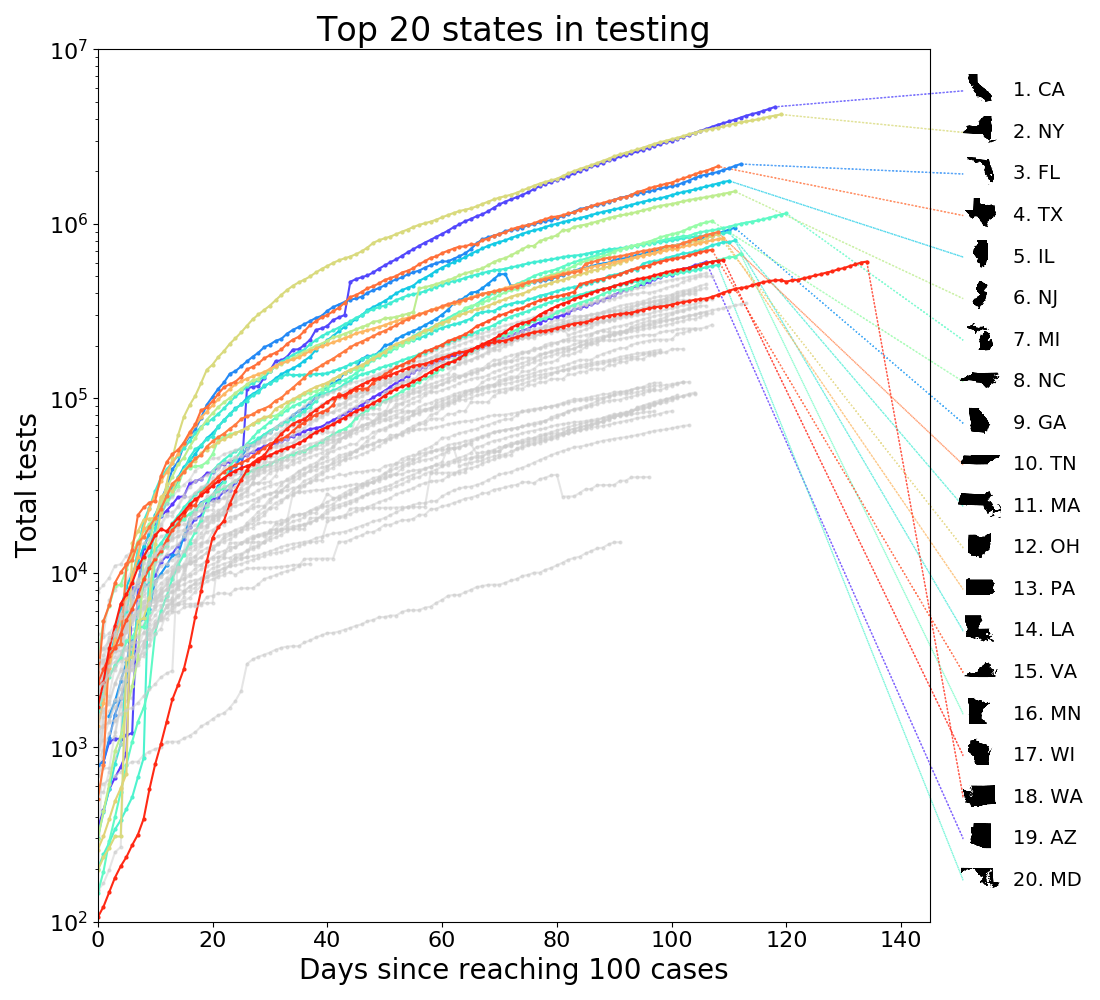 Top 20 states in testing
Total tests
10^7
10^6
10^5
10^4
10^3
10^2
0 20 40 60 80 100 120 140
Days since reaching 100 cases
1. CA
2. NY
3. FL
4. TX
5. IL
6. NJ
7. MI
8. NC
9. GA
10. TN
11. MA
12. OH
13. PA
14. LA
15. VA
16. MN
17. WI
18. WA
19. AZ
20. MD